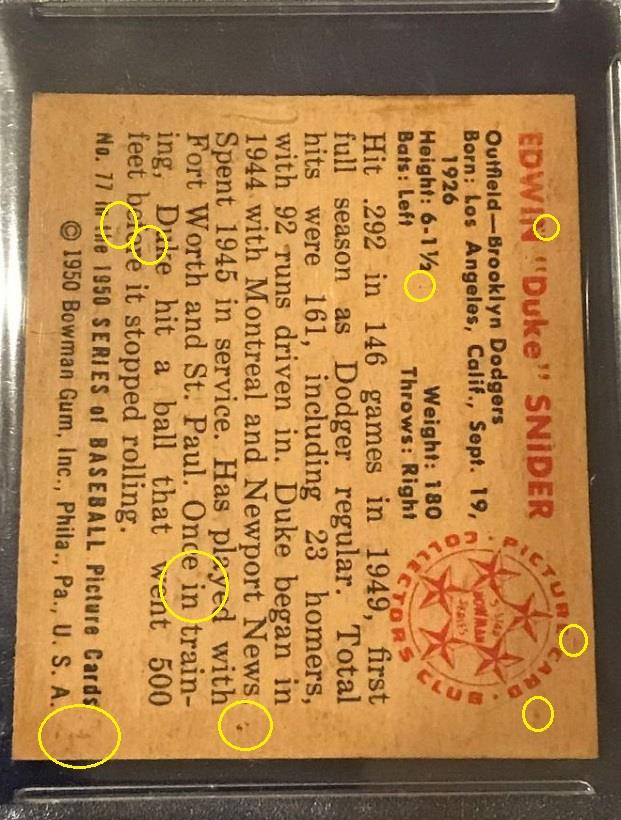 EDWIN "Duke" SNiDER
Outfield—Brooklyn Dodgers
Born: Los Angeles, Calif., Sept. 19,
1926
Height: 6-1½ Weight: 180
Bats: Left Throws: Right
Hit .292 in 146 games in 1949, first
full season as Dodger regular. Total
hits were 161, including 23 homers,
with 92 runs driven in. Duke began in
1944 with Montreal and Newport News.
Spent 1945 in service. Has played with
Fort Worth and St. Paul. Once in train-
ing, Duke hit a ball that went 500
feet before it stopped rolling.
No. 77 in the 1950 SERIES of BASEBALL Picture Cards
© 1950 Bowman Gum, Inc., Phila., Pa., U. S. A.
PICTURE CARD
COLLECTORS CLUB
5-STAR
BOWMAN
SERIES